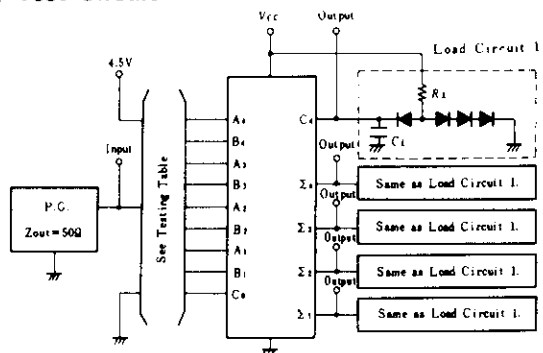 Vcc
Output
Load Circuit 1
4.5V
RL
Input
A4
C4
B4
CL
A3
Output
B3
Σ4
Same as Load Circuit 1.
P.G.
Zout=50Ω
See Testing Table
A2
Output
B2
Σ3
Same as Load Circuit 1.
A1
Output
B1
Σ2
Same as Load Circuit 1.
C0
Output
Σ1
Same as Load Circuit 1.